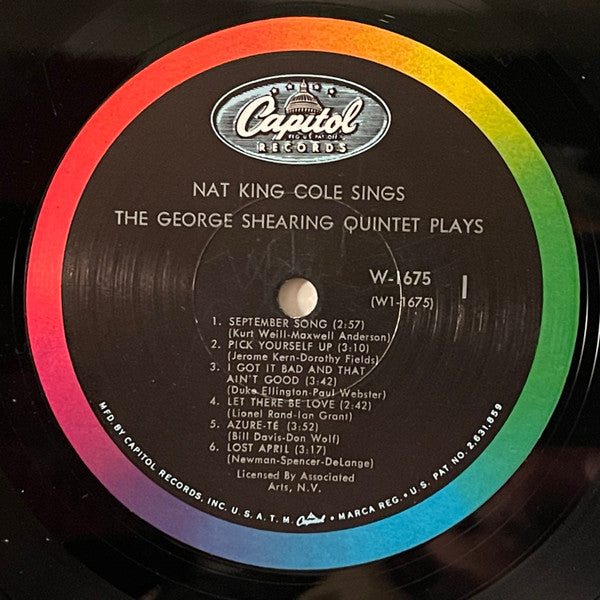 Capitol
REG. U.S. PAT. OFF.
RECORDS
NAT KING COLE SINGS
THE GEORGE SHEARING QUINTET PLAYS
W-1675
(W1-1675)
1
1. SEPTEMBER SONG (2:57)
(Kurt Weill-Maxwell Anderson)
2. PICK YOURSELF UP (3:10)
(Jerome Kern-Dorothy Fields)
3. I GOT IT BAD AND THAT
AIN'T GOOD (3:42)
(Duke Ellington-Paul Webster)
4. LET THERE BE LOVE (2:42)
(Lionel Rand-Ian Grant)
5. AZURE-TÉ (3:52)
(Bill Davis-Don Wolf)
6. LOST APRIL (3:17)
(Newman-Spencer-DeLange)
Licensed By Associated
Arts, N.V.
MFD. BY CAPITOL RECORDS, INC. U.S.A. T.M. Capitol • MARCA REG. • U.S. PAT. NO. 2,631,859